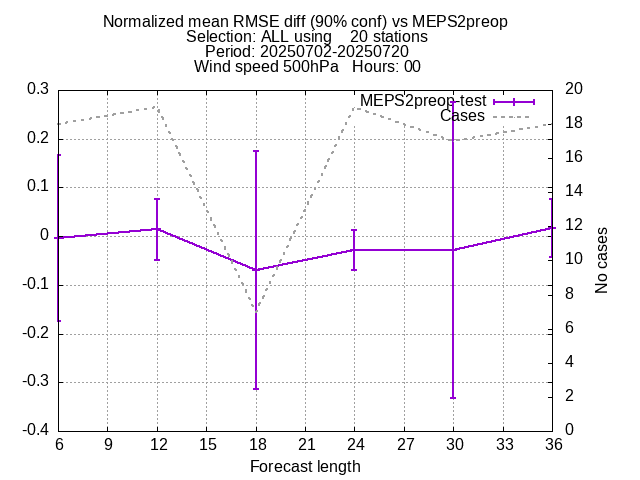 Normalized mean RMSE diff (90% conf) vs MEPS2preop
Selection: ALL using    20 stations
Period: 20250702-20250720
Wind speed 500hPa   Hours: 00
MEPS2preop-test
Cases
0.3
0.2
0.1
0
-0.1
-0.2
-0.3
-0.4
20
18
16
14
12
10
8
6
4
2
0
No cases
6 9 12 15 18 21 24 27 30 33 36
Forecast length